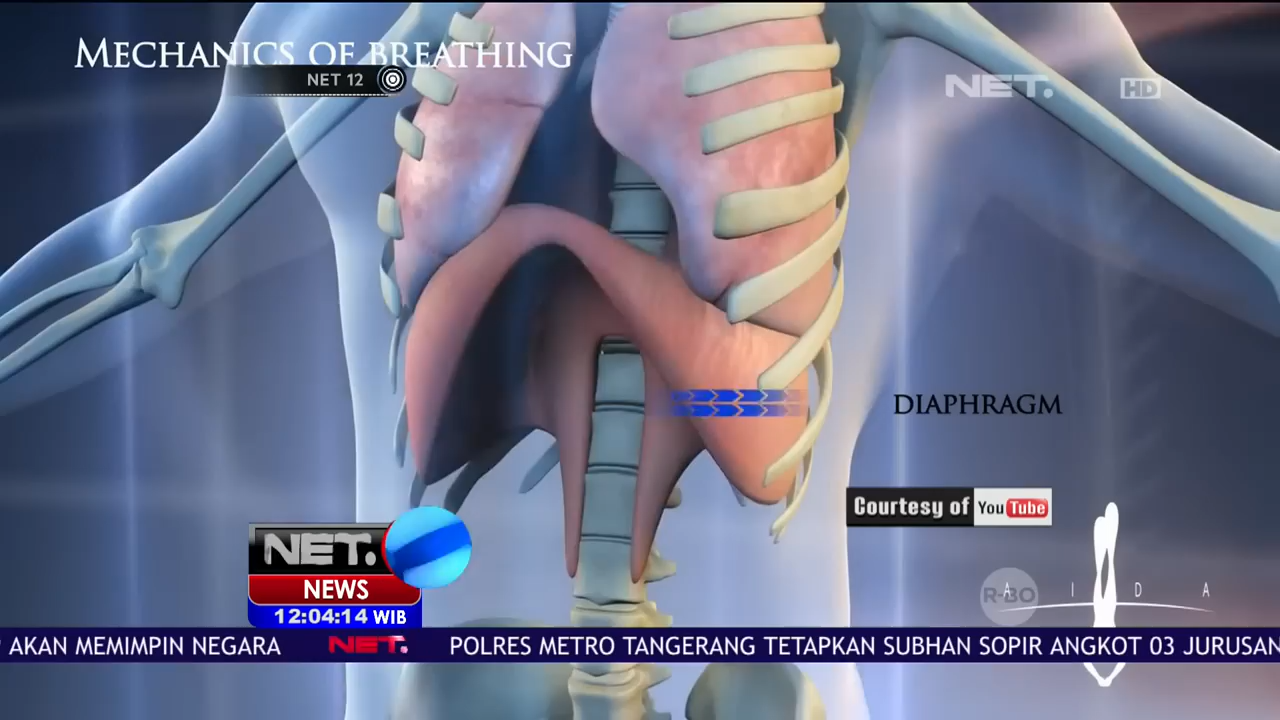 MECHANICS OF BREATHING
NET 12
NET.
HD
DIAPHRAGM
Courtesy of YouTube
NET.
NEWS
12:04:14 WIB
R-BO
A I D A
AKAN MEMIMPIN NEGARA NET. POLRES METRO TANGERANG TETAPKAN SUBHAN SOPIR ANGKOT 03 JURUSAN